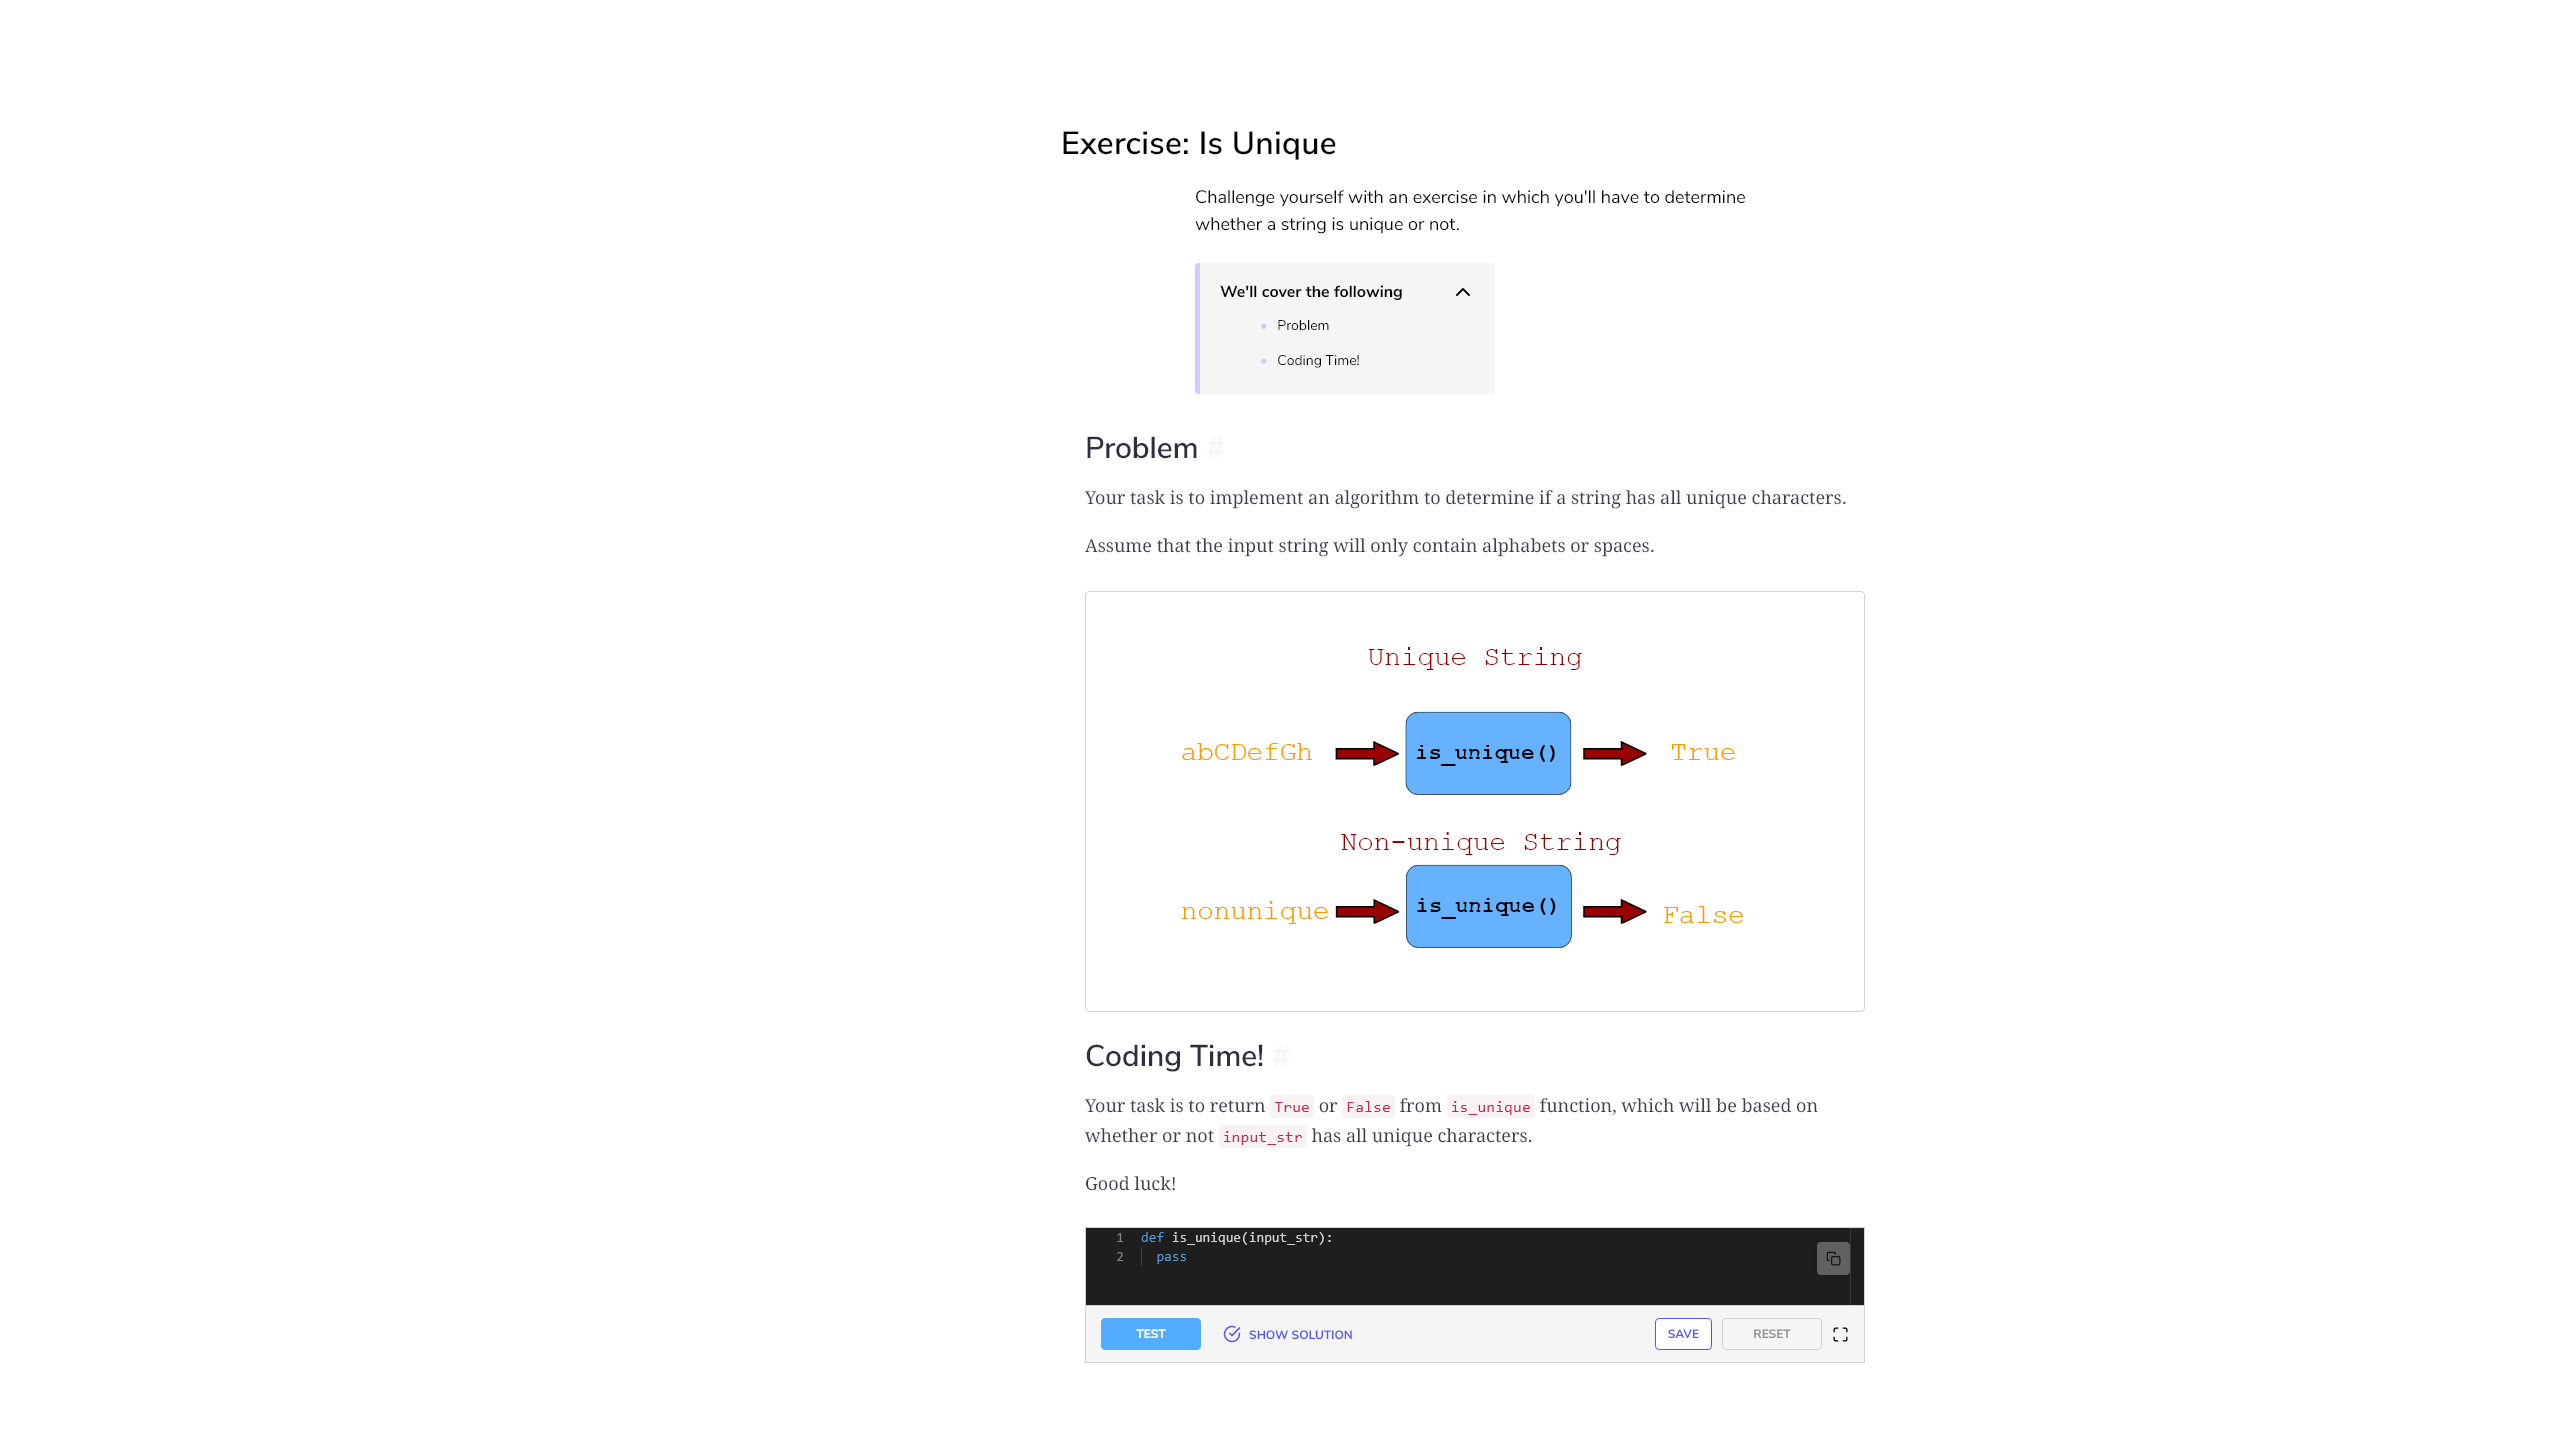 Exercise: Is Unique
Challenge yourself with an exercise in which you'll have to determine
whether a string is unique or not.
We'll cover the following
Problem
Coding Time!
Problem #
Your task is to implement an algorithm to determine if a string has all unique characters.
Assume that the input string will only contain alphabets or spaces.
Unique String
abCDefGh is_unique() True
Non-unique String
nonunique is_unique() False
Coding Time! #
Your task is to return True or False from is_unique function, which will be based on
whether or not input_str has all unique characters.
Good luck!
1 def is_unique(input_str):
2 pass
TEST SHOW SOLUTION SAVE RESET